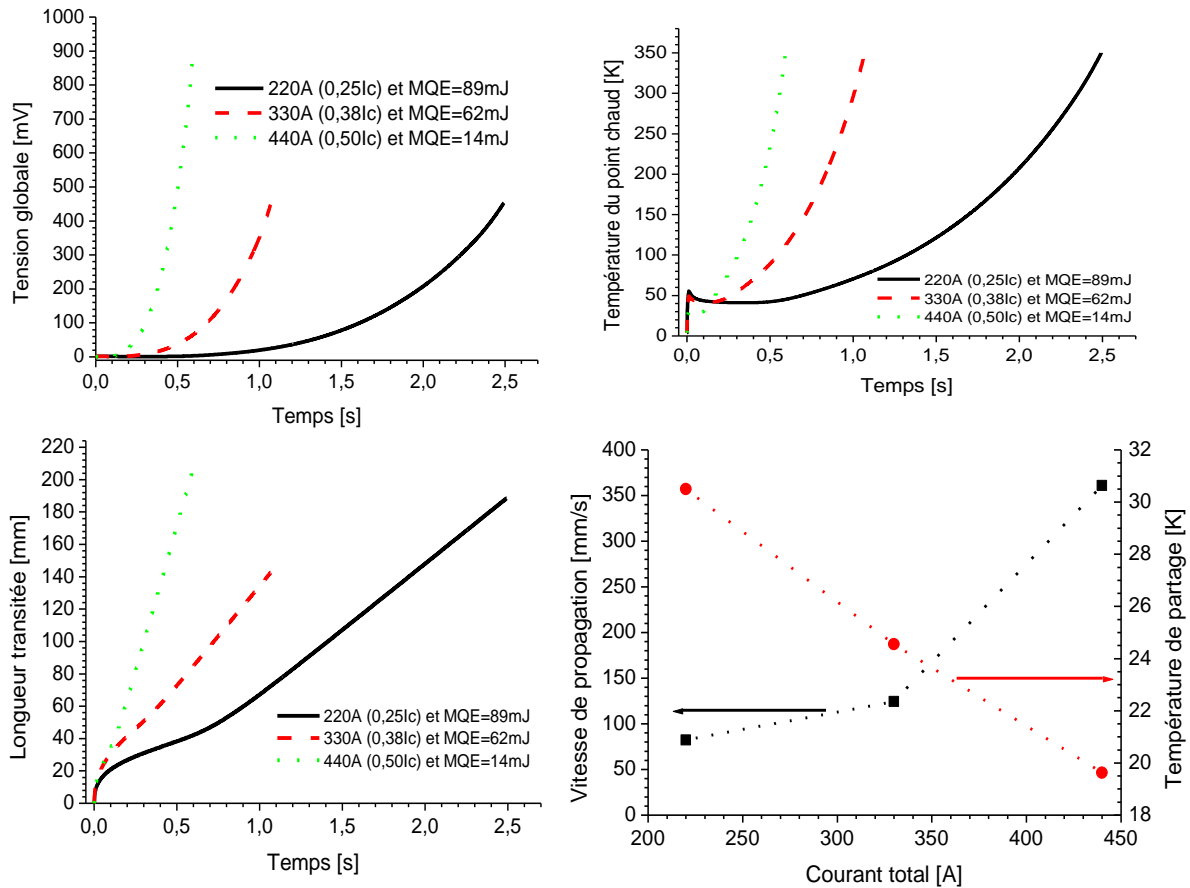 1000
900
800
700
600
500
400
300
200
100
0
Tension globale [mV]
220A (0,25Ic) et MQE=89mJ
330A (0,38Ic) et MQE=62mJ
440A (0,50Ic) et MQE=14mJ
0,0 0,5 1,0 1,5 2,0 2,5
Temps [s]
350
300
250
200
150
100
50
0
Température du point chaud [K]
220A (0,25Ic) et MQE=89mJ
330A (0,38Ic) et MQE=62mJ
440A (0,50Ic) et MQE=14mJ
0,0 0,5 1,0 1,5 2,0 2,5
Temps [s]
220
200
180
160
140
120
100
80
60
40
20
0
Longueur transitée [mm]
220A (0,25Ic) et MQE=89mJ
330A (0,38Ic) et MQE=62mJ
440A (0,50Ic) et MQE=14mJ
0,0 0,5 1,0 1,5 2,0 2,5
Temps [s]
400
350
300
250
200
150
100
50
0
Vitesse de propagation [mm/s]
32
30
28
26
24
22
20
18
Température de partage [K]
200 250 300 350 400 450
Courant total [A]